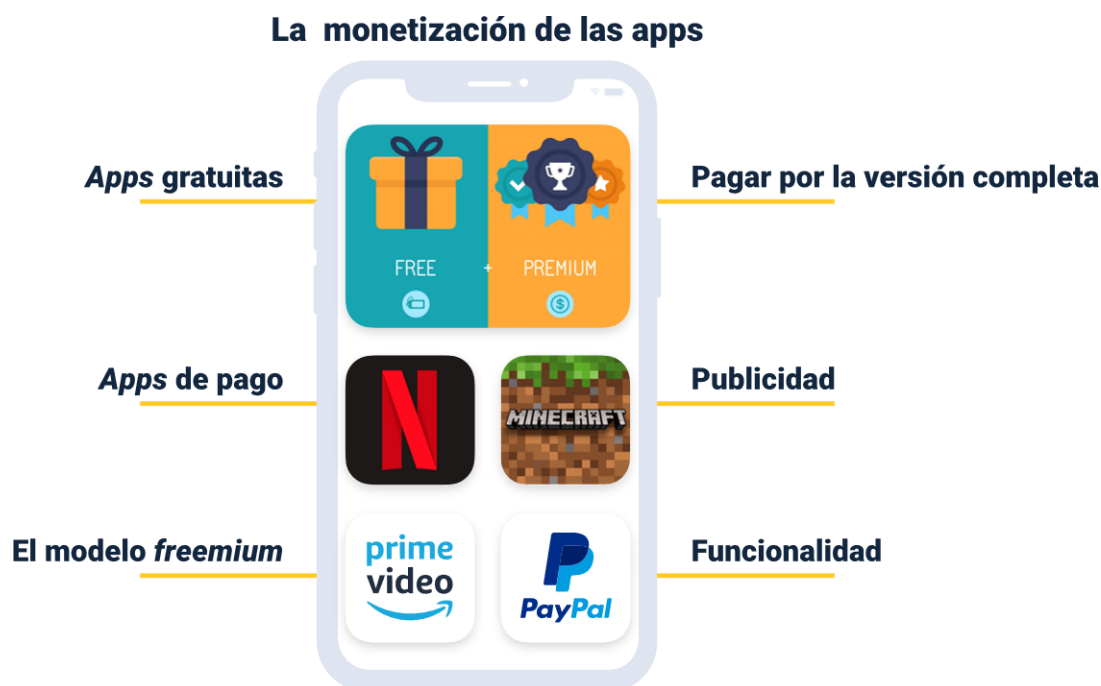 La monetización de las apps
Apps gratuitas
Pagar por la versión completa
FREE + PREMIUM
$
Apps de pago
N
MINECRAFT
Publicidad
El modelo freemium
prime video
P PayPal
Funcionalidad